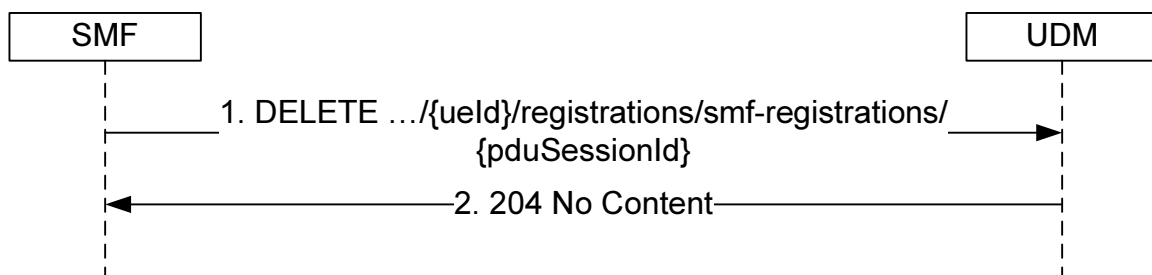 SMF
UDM
1. DELETE …/{ueId}/registrations/smf-registrations/
{pduSessionId}
2. 204 No Content